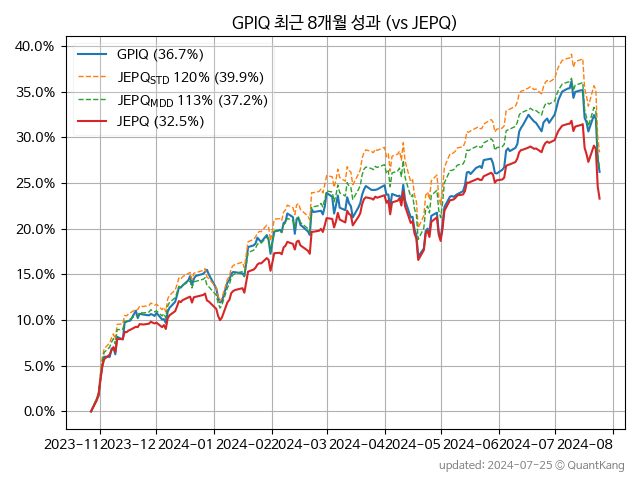 GPIQ 최근 8개월 성과 (vs JEPQ)
40.0%
35.0%
30.0%
25.0%
20.0%
15.0%
10.0%
5.0%
0.0%
GPIQ (36.7%)
JEPQSTD 120% (39.9%)
JEPQMDD 113% (37.2%)
JEPQ (32.5%)
2023-11 2023-12 2024-01 2024-02 2024-03 2024-04 2024-05 2024-06 2024-07 2024-08
updated: 2024-07-25 © QuantKang